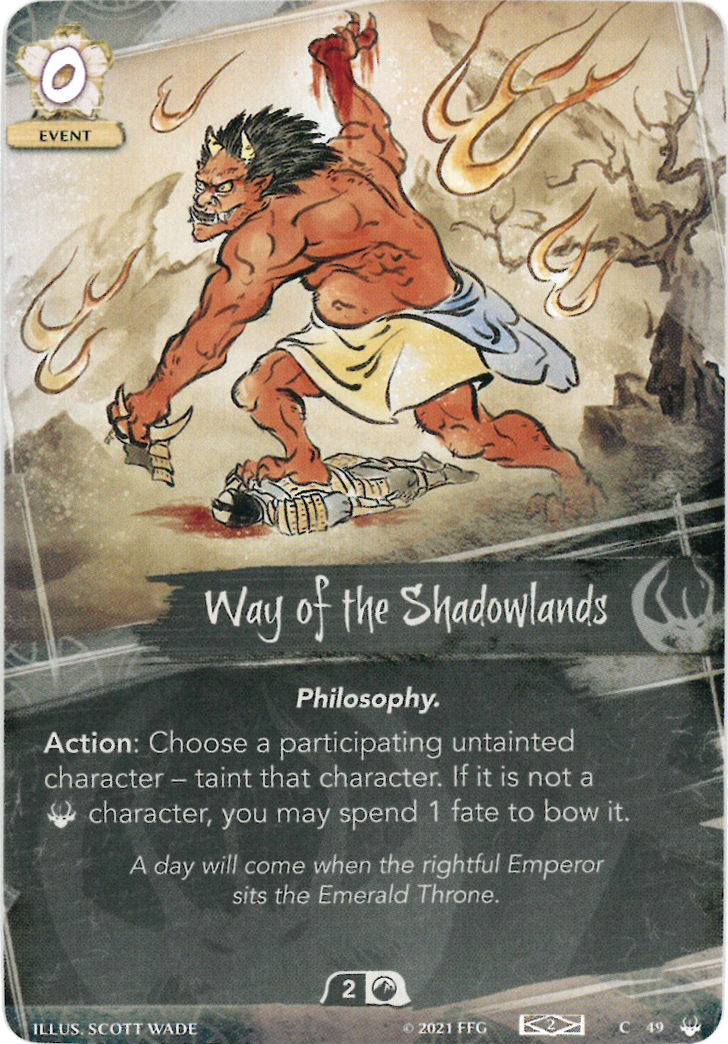 0
EVENT
Way of the Shadowlands
Philosophy.
Action: Choose a participating untainted
character – taint that character. If it is not a
character, you may spend 1 fate to bow it.
A day will come when the rightful Emperor
sits the Emerald Throne.
2
ILLUS. SCOTT WADE © 2021 FFG 2 C 49